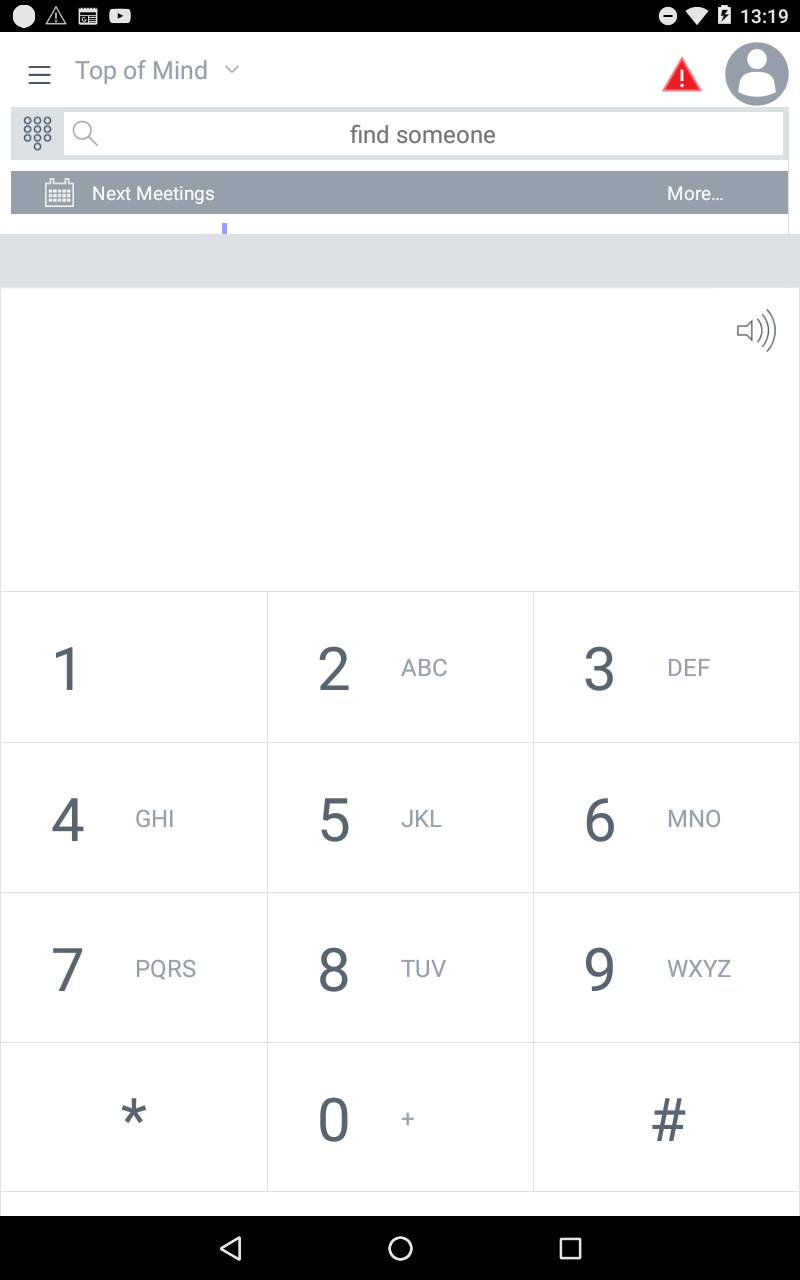 13:19
Top of Mind
find someone
Next Meetings More...
1 2 ABC 3 DEF
4 GHI 5 JKL 6 MNO
7 PQRS 8 TUV 9 WXYZ
* 0 + #